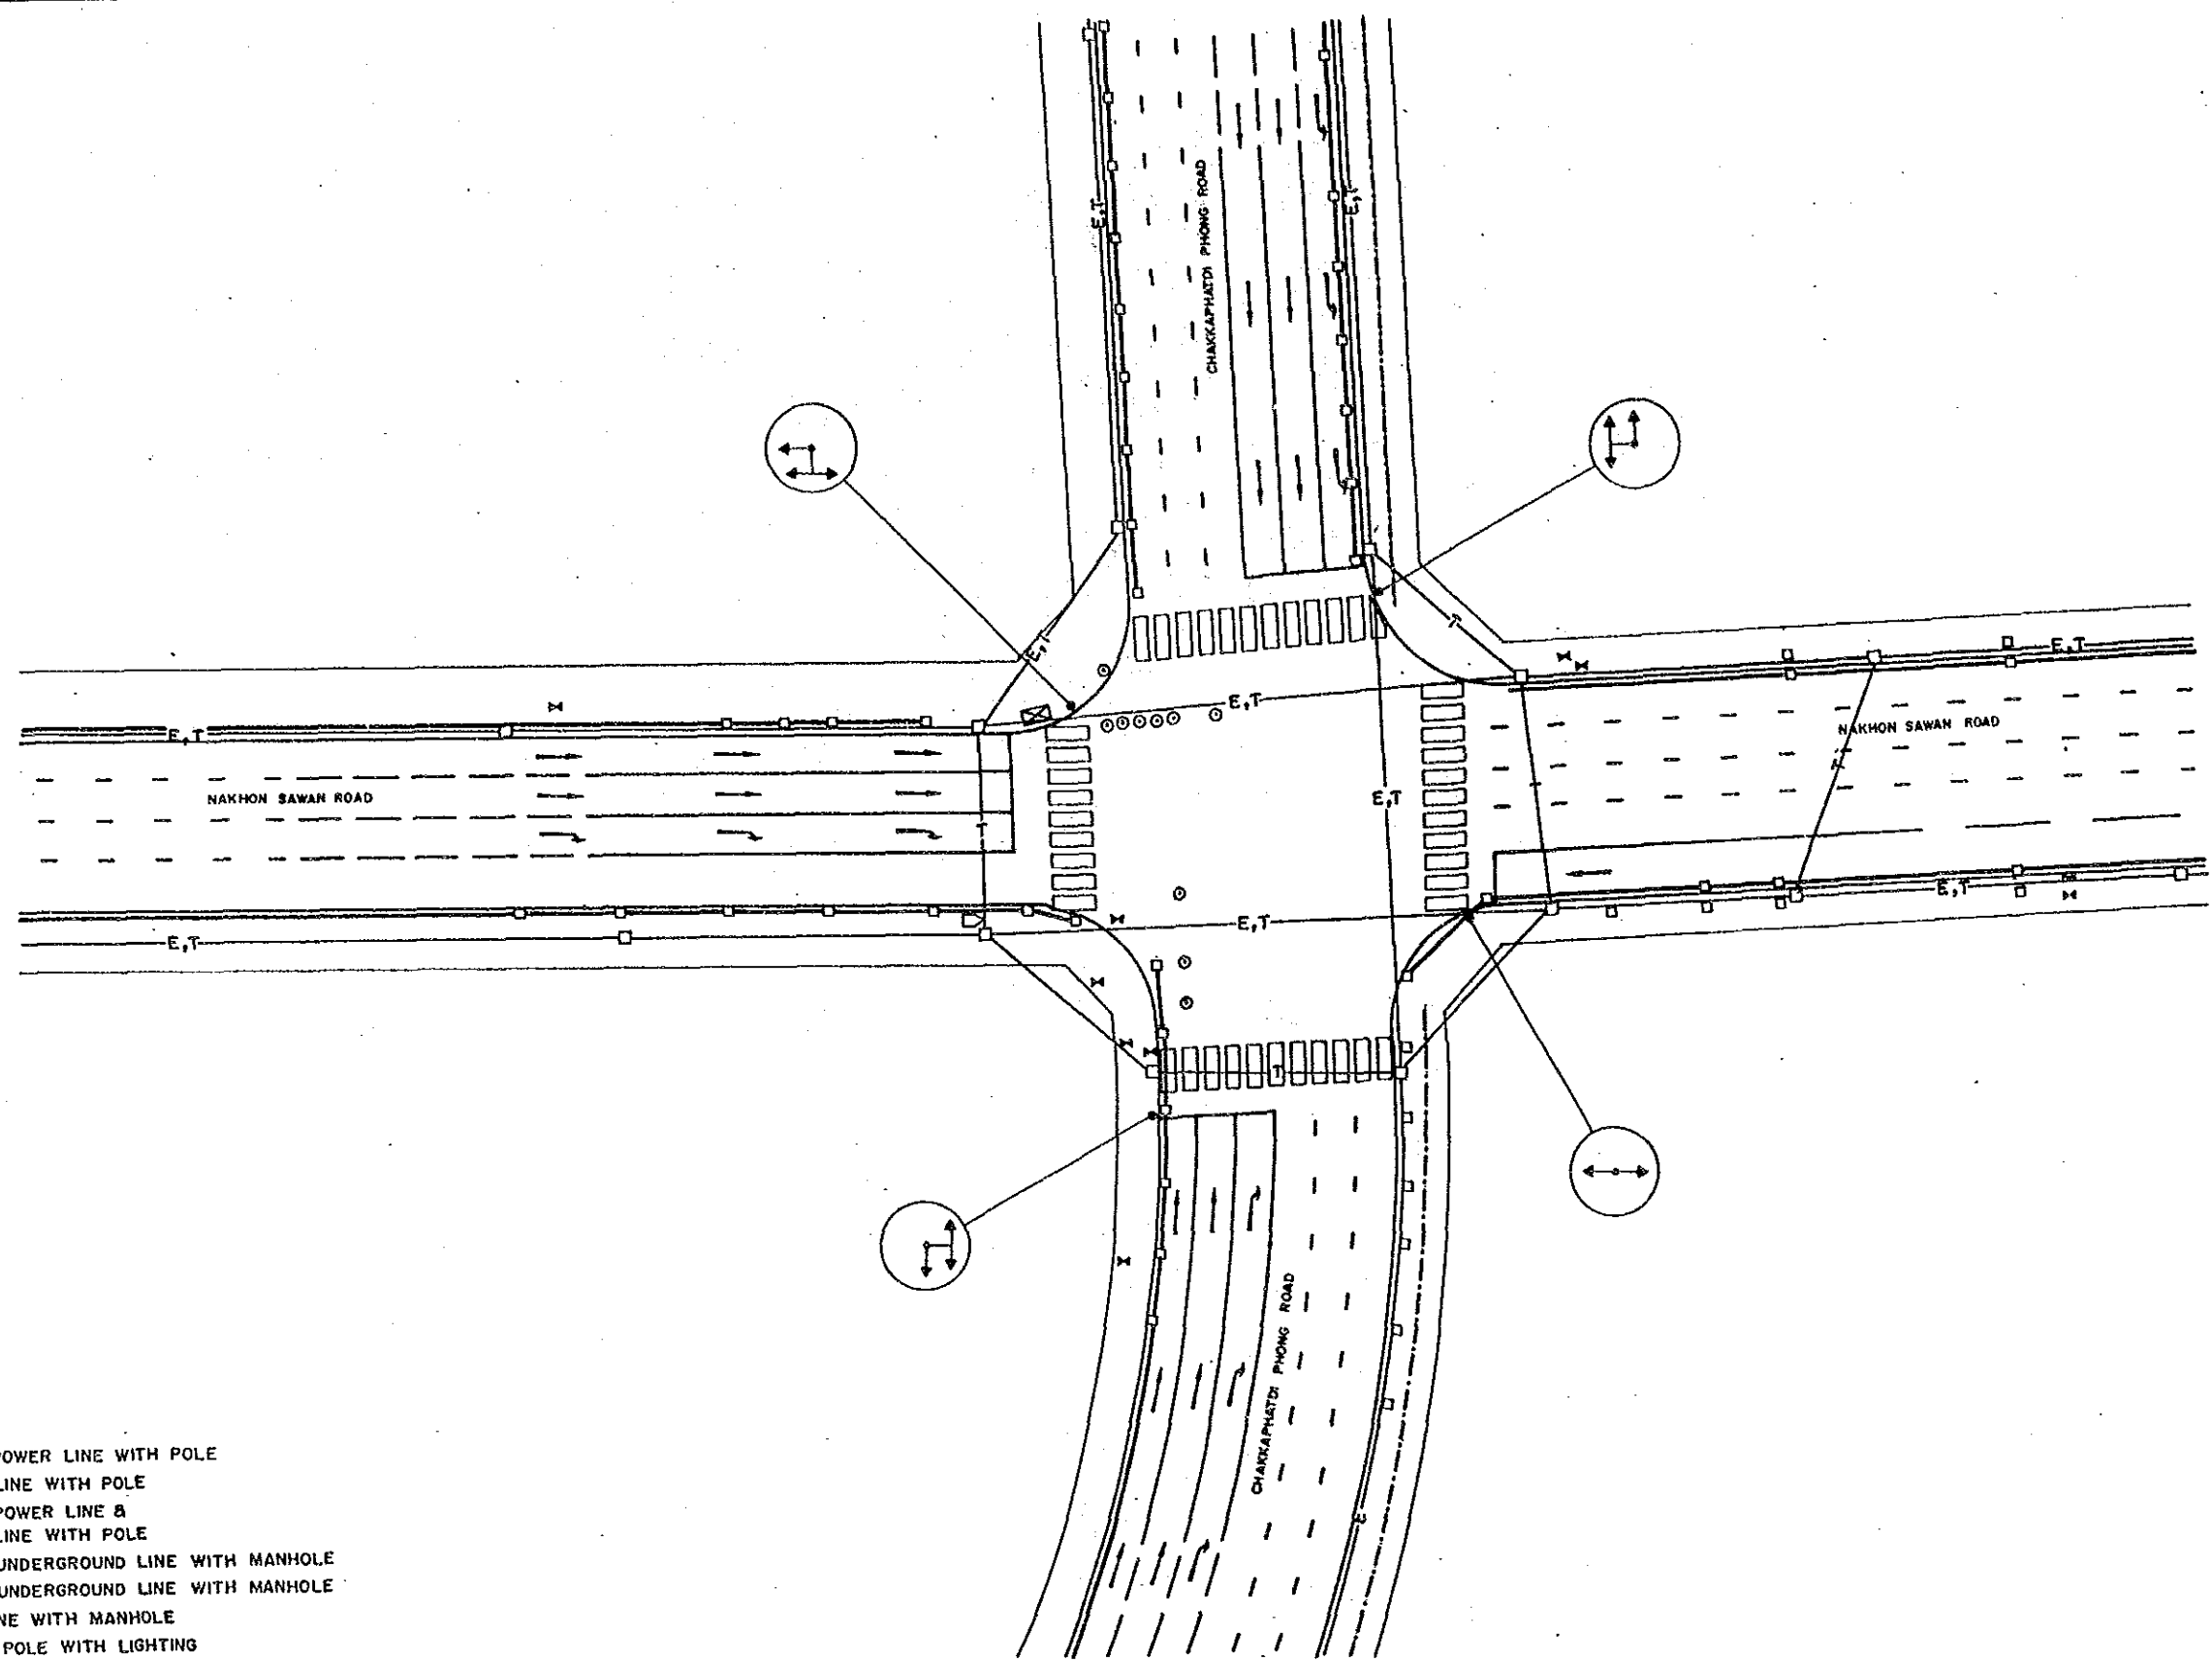 CHAKKAPHATDI PHONG ROAD
E,T
E,T
E,T
T
E,T
E,T
E,T
NAKHON SAWAN ROAD
T
E,T
NAKHON SAWAN ROAD
E,T
T
T
E,T
E,T
E,T
T
CHAKKAPHATDI PHONG ROAD
E
POWER LINE WITH POLE
LINE WITH POLE
POWER LINE &
LINE WITH POLE
UNDERGROUND LINE WITH MANHOLE
UNDERGROUND LINE WITH MANHOLE
NE WITH MANHOLE
POLE WITH LIGHTING